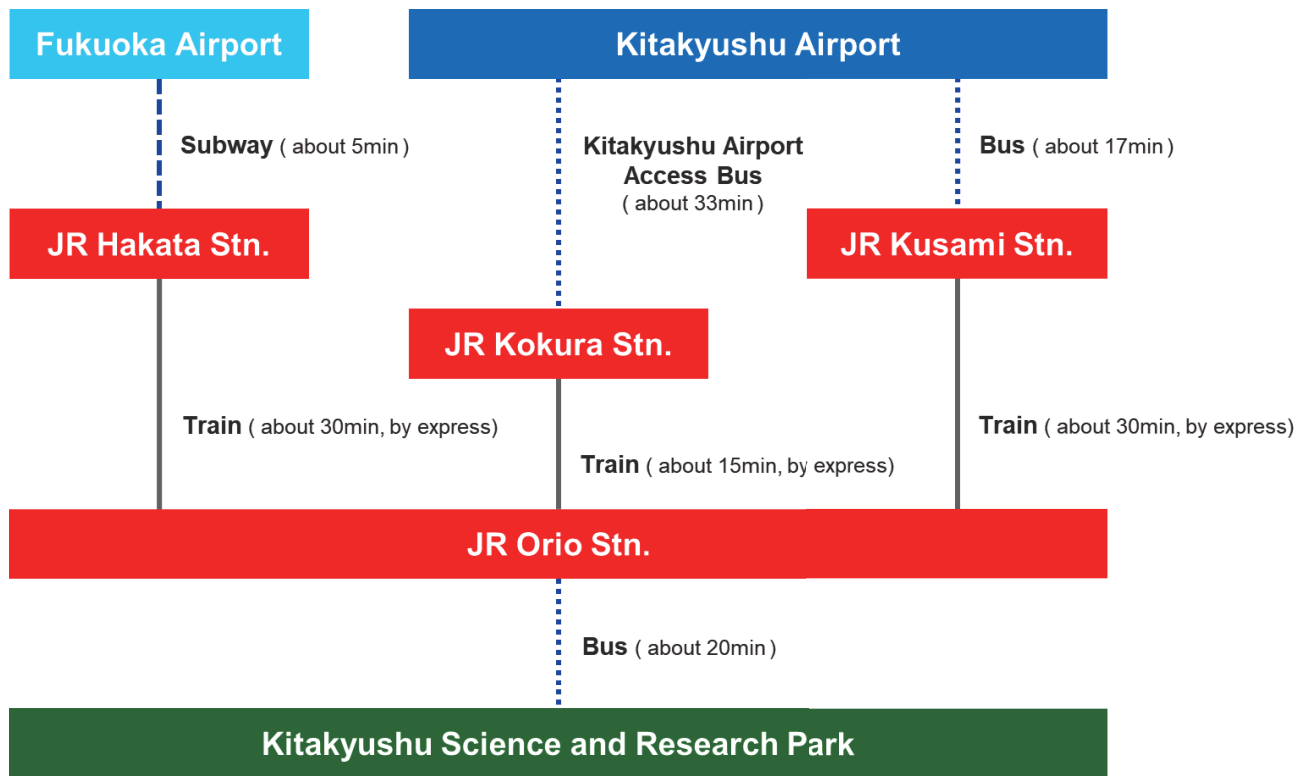 Fukuoka Airport
Kitakyushu Airport
Subway ( about 5min )
Kitakyushu Airport
Access Bus
( about 33min )
Bus ( about 17min )
JR Hakata Stn.
JR Kusami Stn.
JR Kokura Stn.
Train ( about 30min, by express)
Train ( about 30min, by express)
Train ( about 15min, by express)
JR Orio Stn.
Bus ( about 20min )
Kitakyushu Science and Research Park